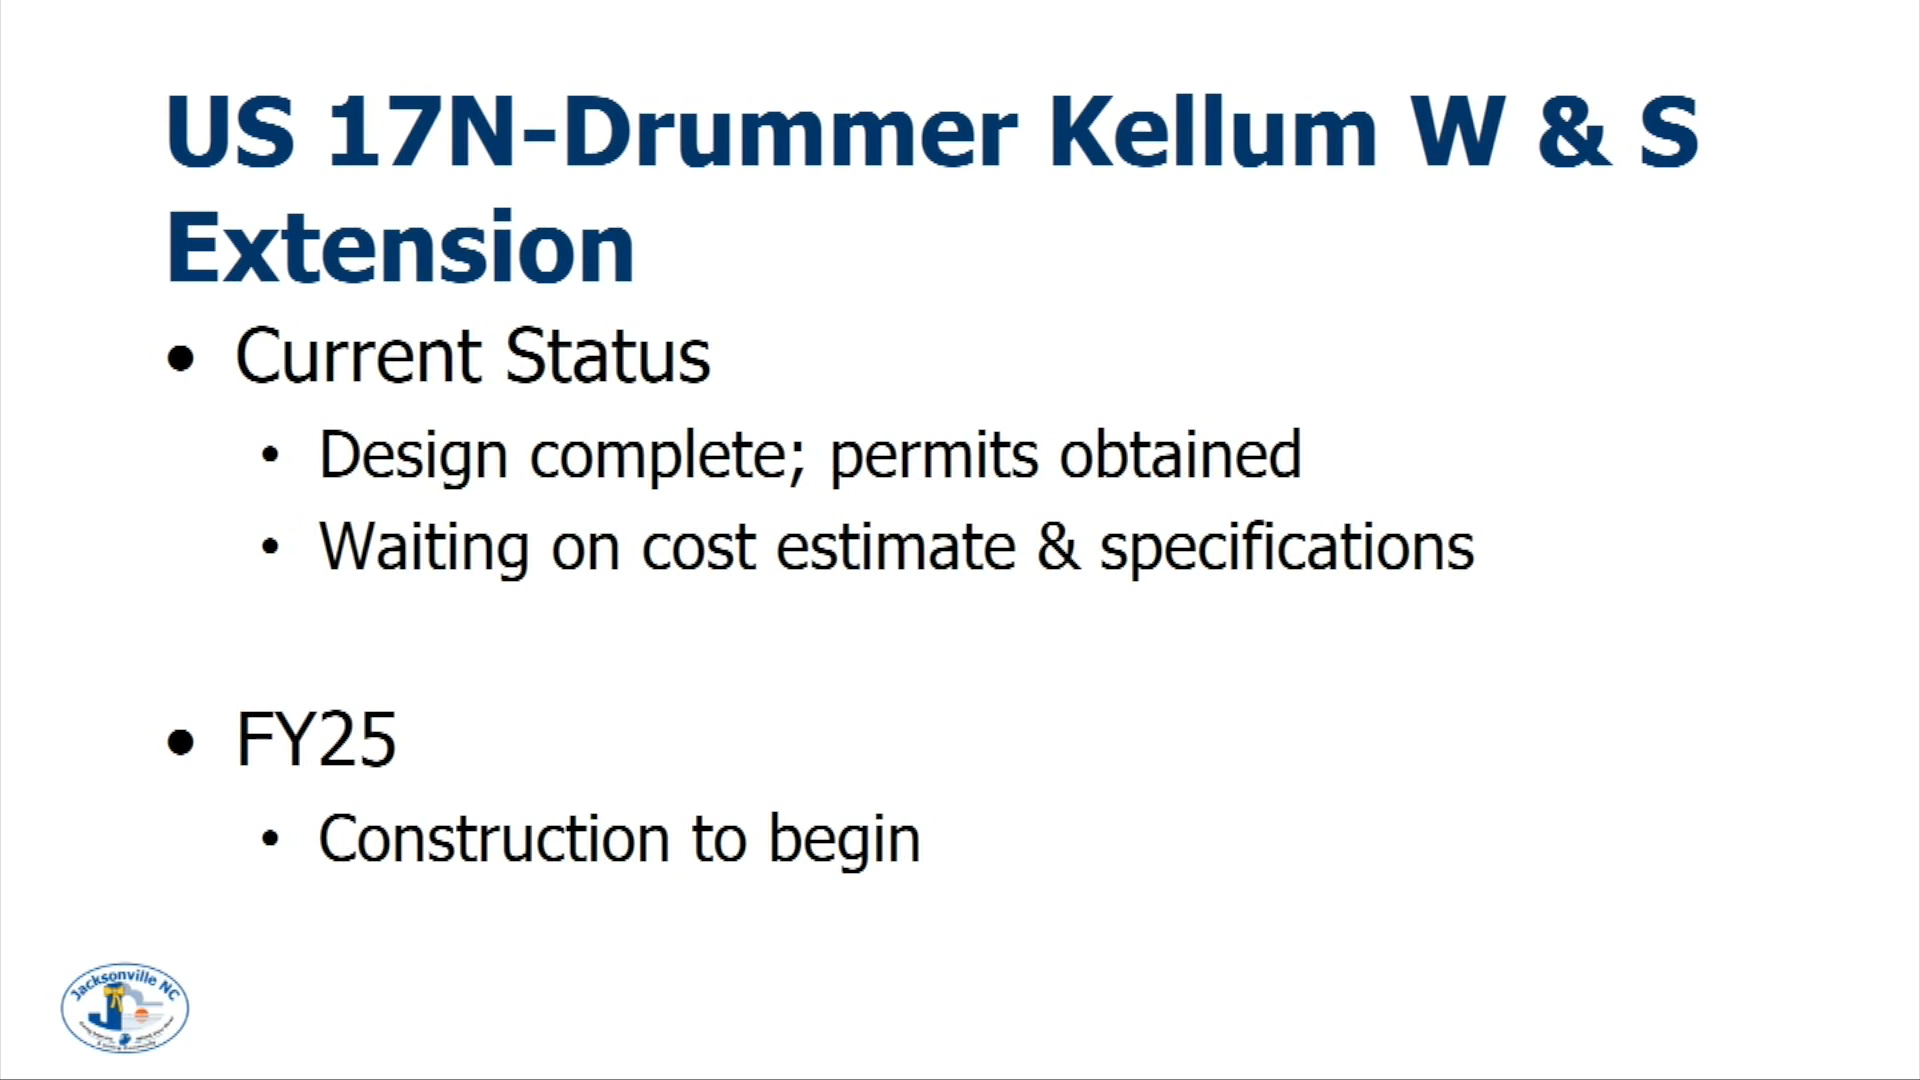 US 17N-Drummer Kellum W & S
Extension
• Current Status
• Design complete; permits obtained
• Waiting on cost estimate & specifications
• FY25
• Construction to begin
Jacksonville NC